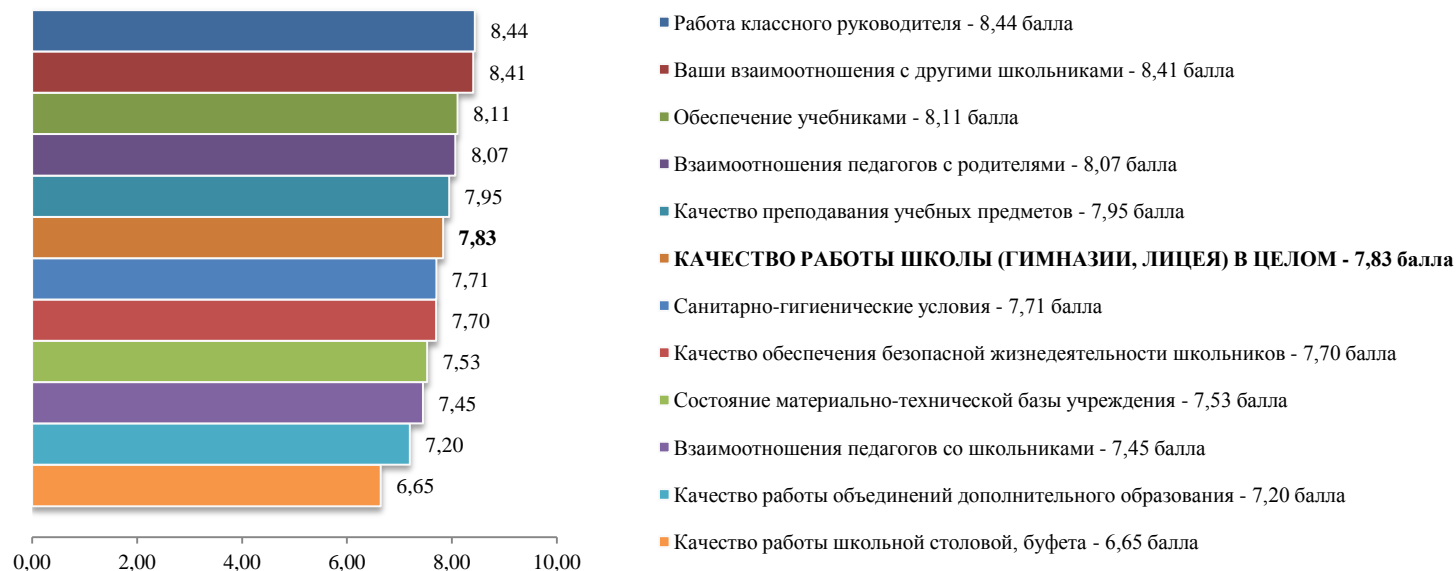 8,44
8,41
8,11
8,07
7,95
7,83
7,71
7,70
7,53
7,45
7,20
6,65
0,00 2,00 4,00 6,00 8,00 10,00
Работа классного руководителя - 8,44 балла
Ваши взаимоотношения с другими школьниками - 8,41 балла
Обеспечение учебниками - 8,11 балла
Взаимоотношения педагогов с родителями - 8,07 балла
Качество преподавания учебных предметов - 7,95 балла
КАЧЕСТВО РАБОТЫ ШКОЛЫ (ГИМНАЗИИ, ЛИЦЕЯ) В ЦЕЛОМ - 7,83 балла
Санитарно-гигиенические условия - 7,71 балла
Качество обеспечения безопасной жизнедеятельности школьников - 7,70 балла
Состояние материально-технической базы учреждения - 7,53 балла
Взаимоотношения педагогов со школьниками - 7,45 балла
Качество работы объединений дополнительного образования - 7,20 балла
Качество работы школьной столовой, буфета - 6,65 балла